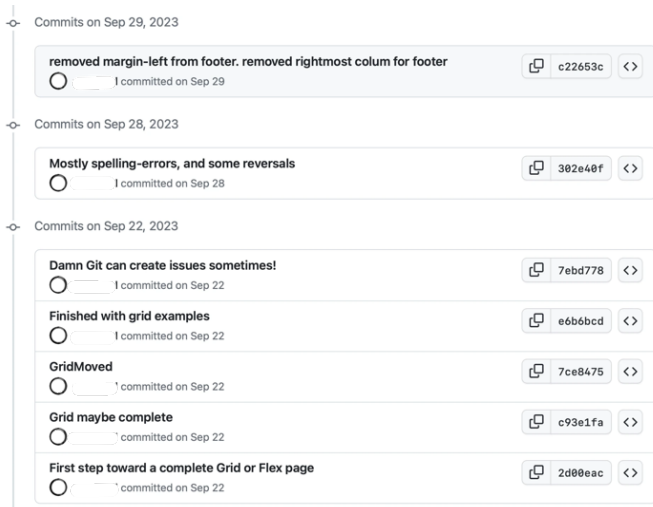 Commits on Sep 29, 2023
removed margin-left from footer. removed rightmost colum for footer
c22653c
committed on Sep 29
Commits on Sep 28, 2023
Mostly spelling-errors, and some reversals
302e40f
committed on Sep 28
Commits on Sep 22, 2023
Damn Git can create issues sometimes!
7ebd778
committed on Sep 22
Finished with grid examples
e6b6bcd
committed on Sep 22
GridMoved
7ce8475
committed on Sep 22
Grid maybe complete
c93e1fa
committed on Sep 22
First step toward a complete Grid or Flex page
2d00eac
committed on Sep 22